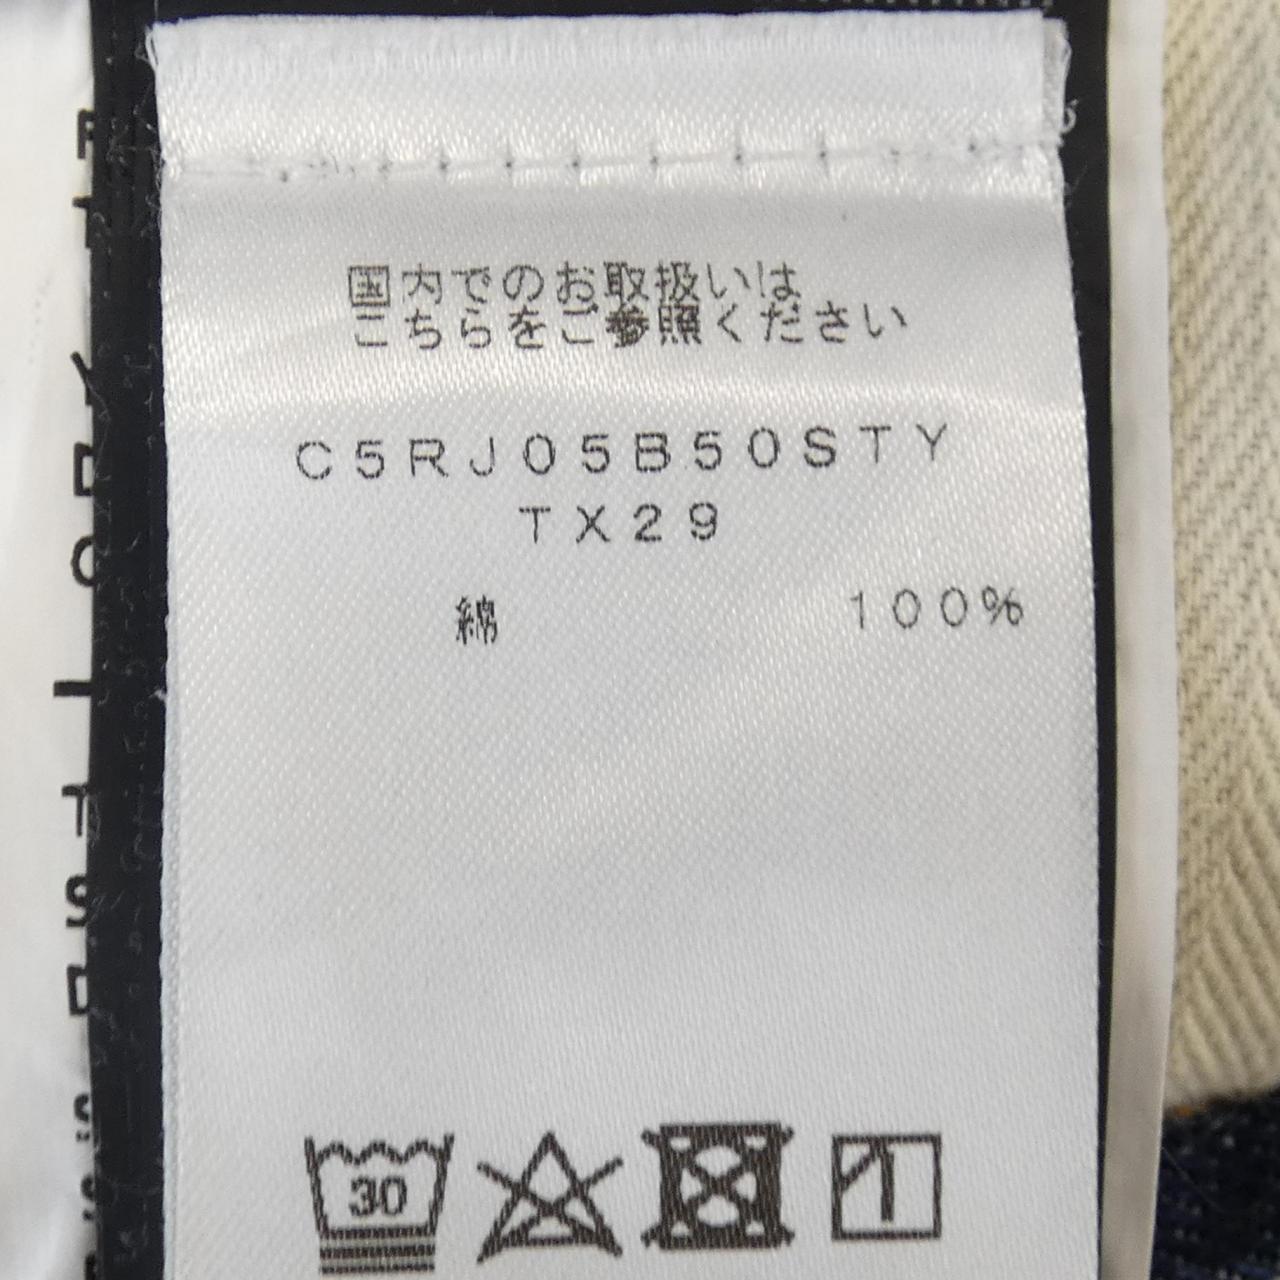 国内でのお取扱いは
こちらをご参照ください
C5RJ05B50STY
TX29
綿 100%
30